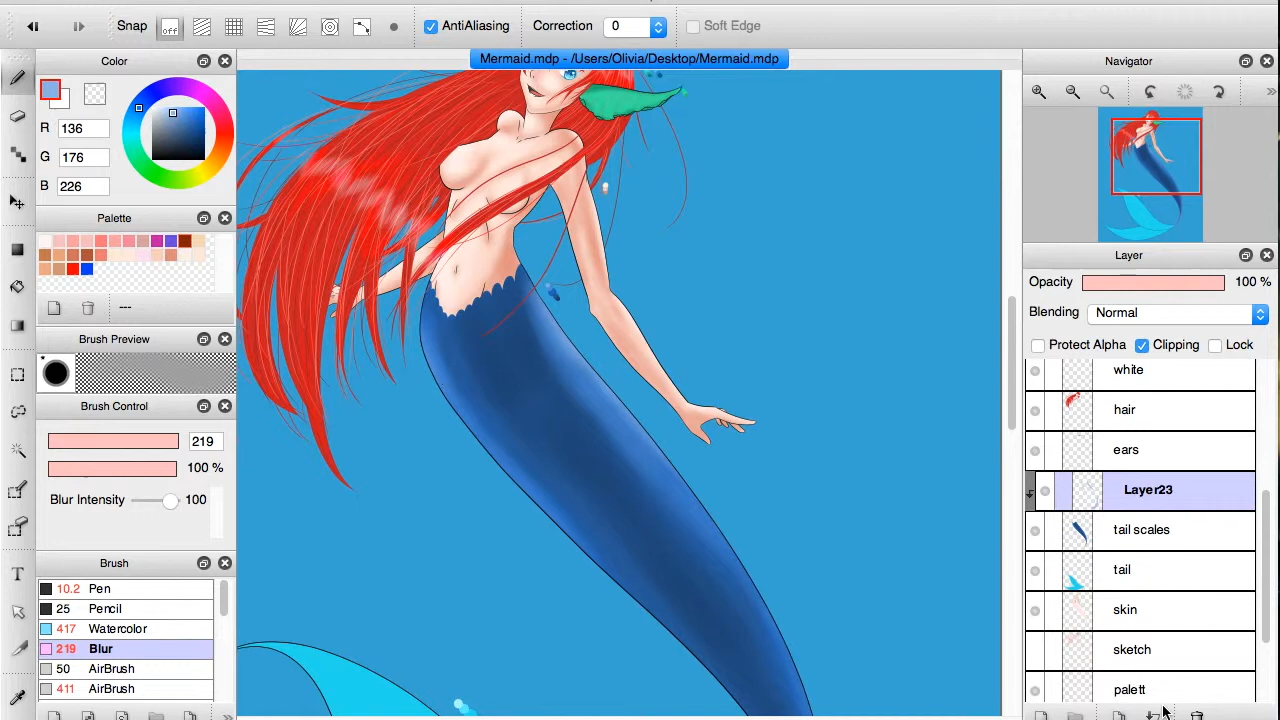 Snap
off
AntiAliasing
Correction
0
Soft Edge
Mermaid.mdp - /Users/Olivia/Desktop/Mermaid.mdp
Color
R 136
G 176
B 226
Palette
---
Brush Preview
*
Brush Control
219
100 %
Blur Intensity 100
Brush
10.2 Pen
25 Pencil
417 Watercolor
219 Blur
50 AirBrush
411 AirBrush
T
Navigator
Layer
Opacity 100 %
Blending Normal
Protect Alpha Clipping Lock
white
hair
ears
Layer23
tail scales
tail
skin
sketch
palett